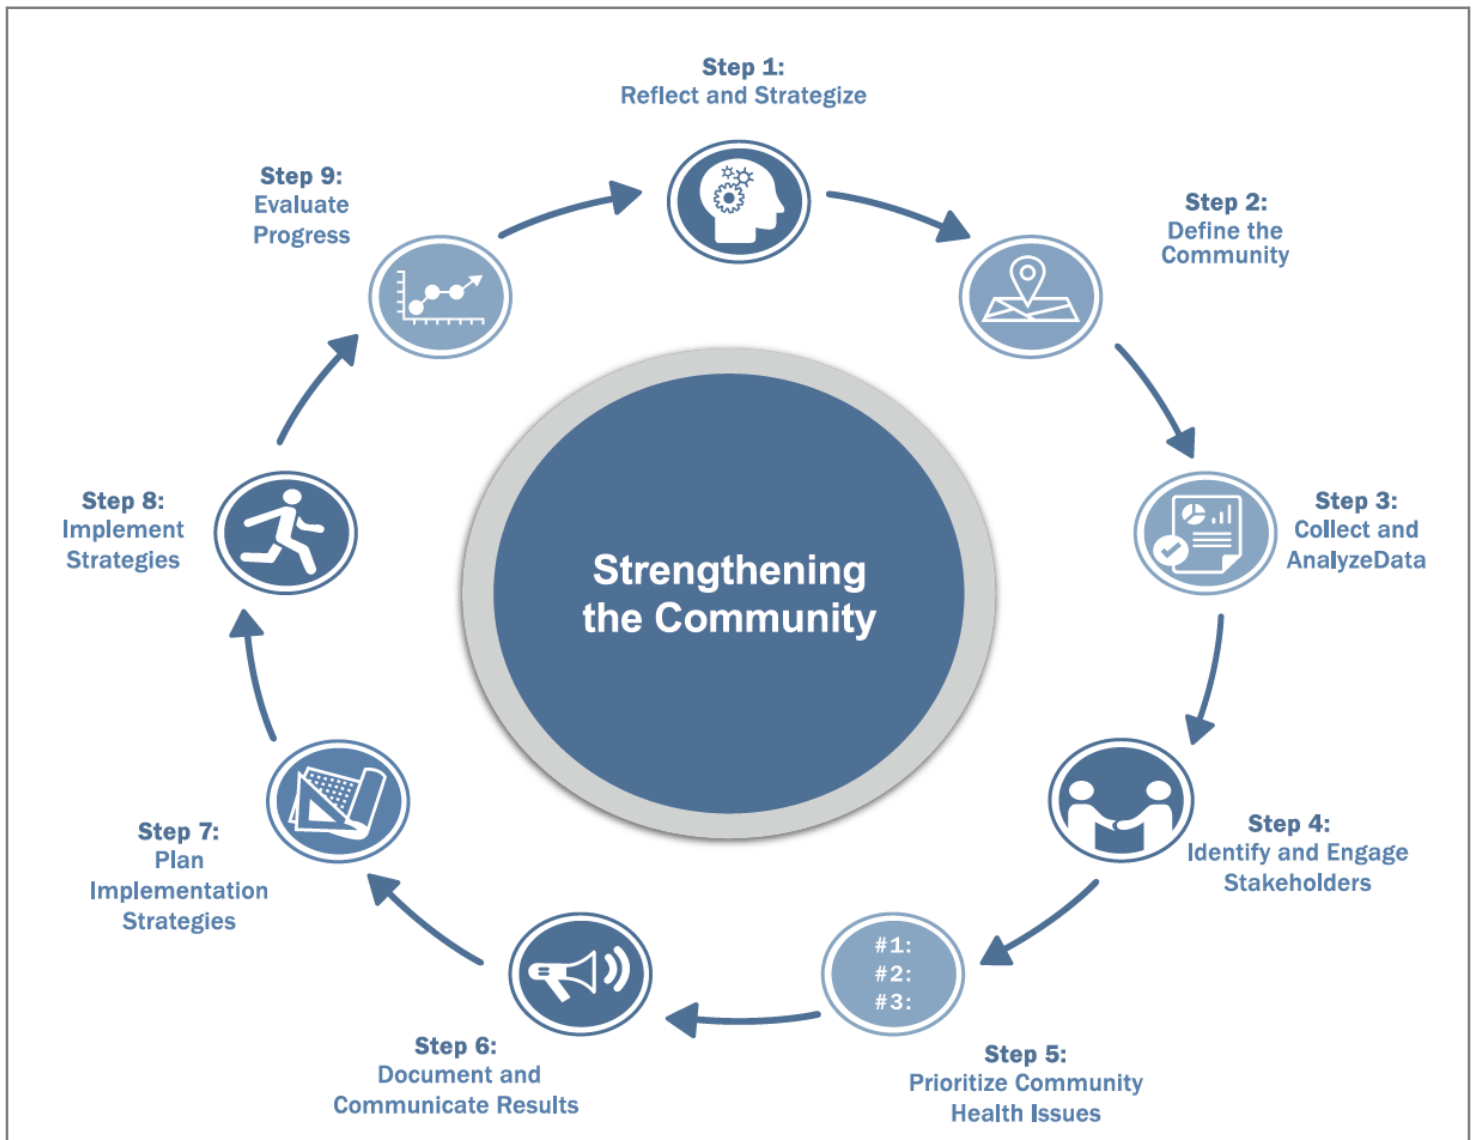 Step 1:
Reflect and Strategize
Step 2:
Define the
Community
Step 3:
Collect and
AnalyzeData
Step 4:
Identify and Engage
Stakeholders
#1:
#2:
#3:
Step 5:
Prioritize Community
Health Issues
Step 6:
Document and
Communicate Results
Step 7:
Plan
Implementation
Strategies
Step 8:
Implement
Strategies
Step 9:
Evaluate
Progress
Strengthening
the Community